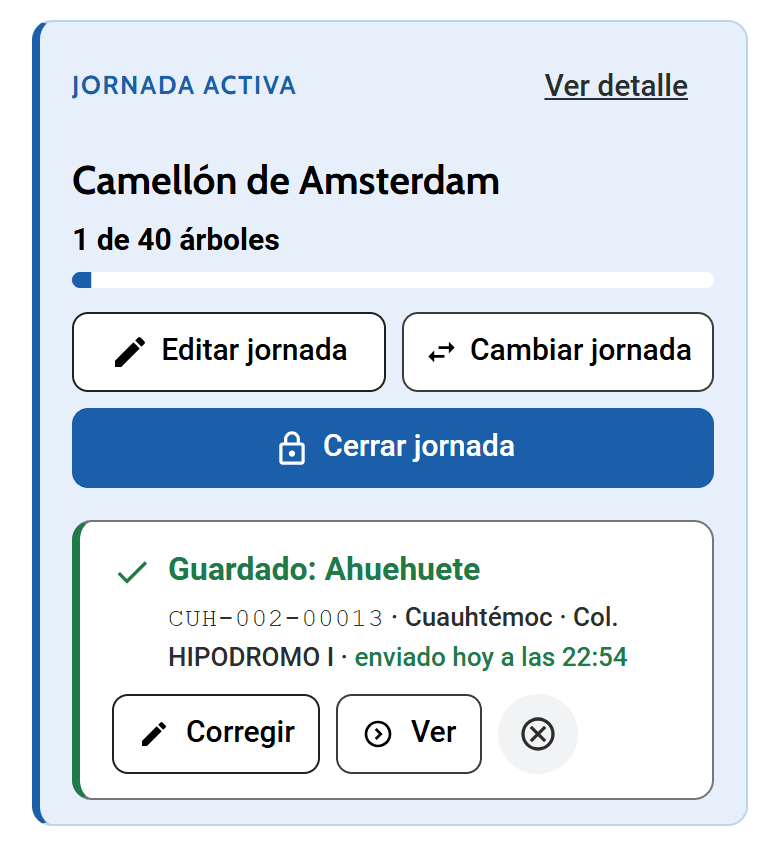 JORNADA ACTIVA
Ver detalle
Camellón de Amsterdam
1 de 40 árboles
Editar jornada
Cambiar jornada
Cerrar jornada
Guardado: Ahuehuete
CUH-002-00013 · Cuauhtémoc · Col.
HIPODROMO I · enviado hoy a las 22:54
Corregir
Ver